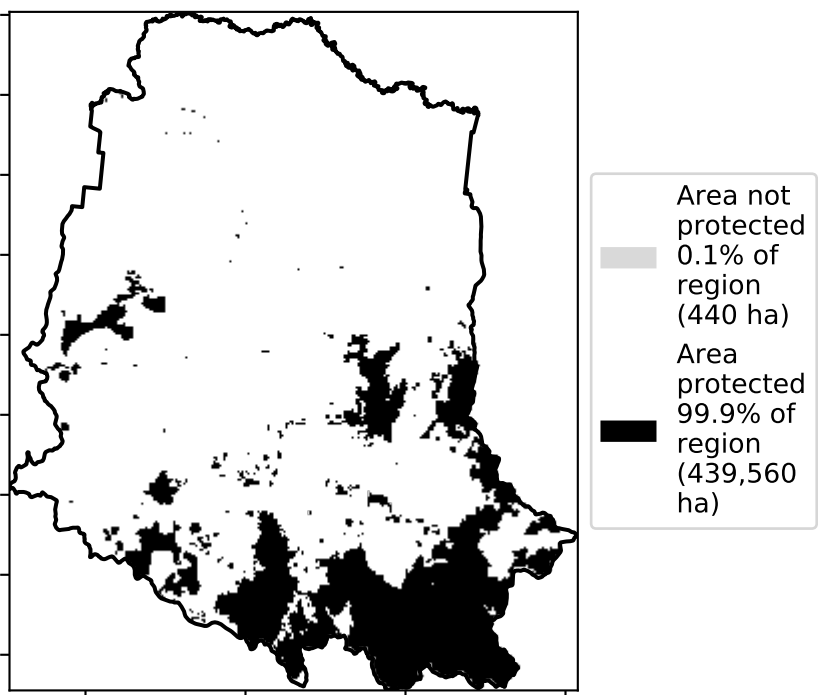 Area not
protected
0.1% of
region
(440 ha)
Area
protected
99.9% of
region
(439,560
ha)